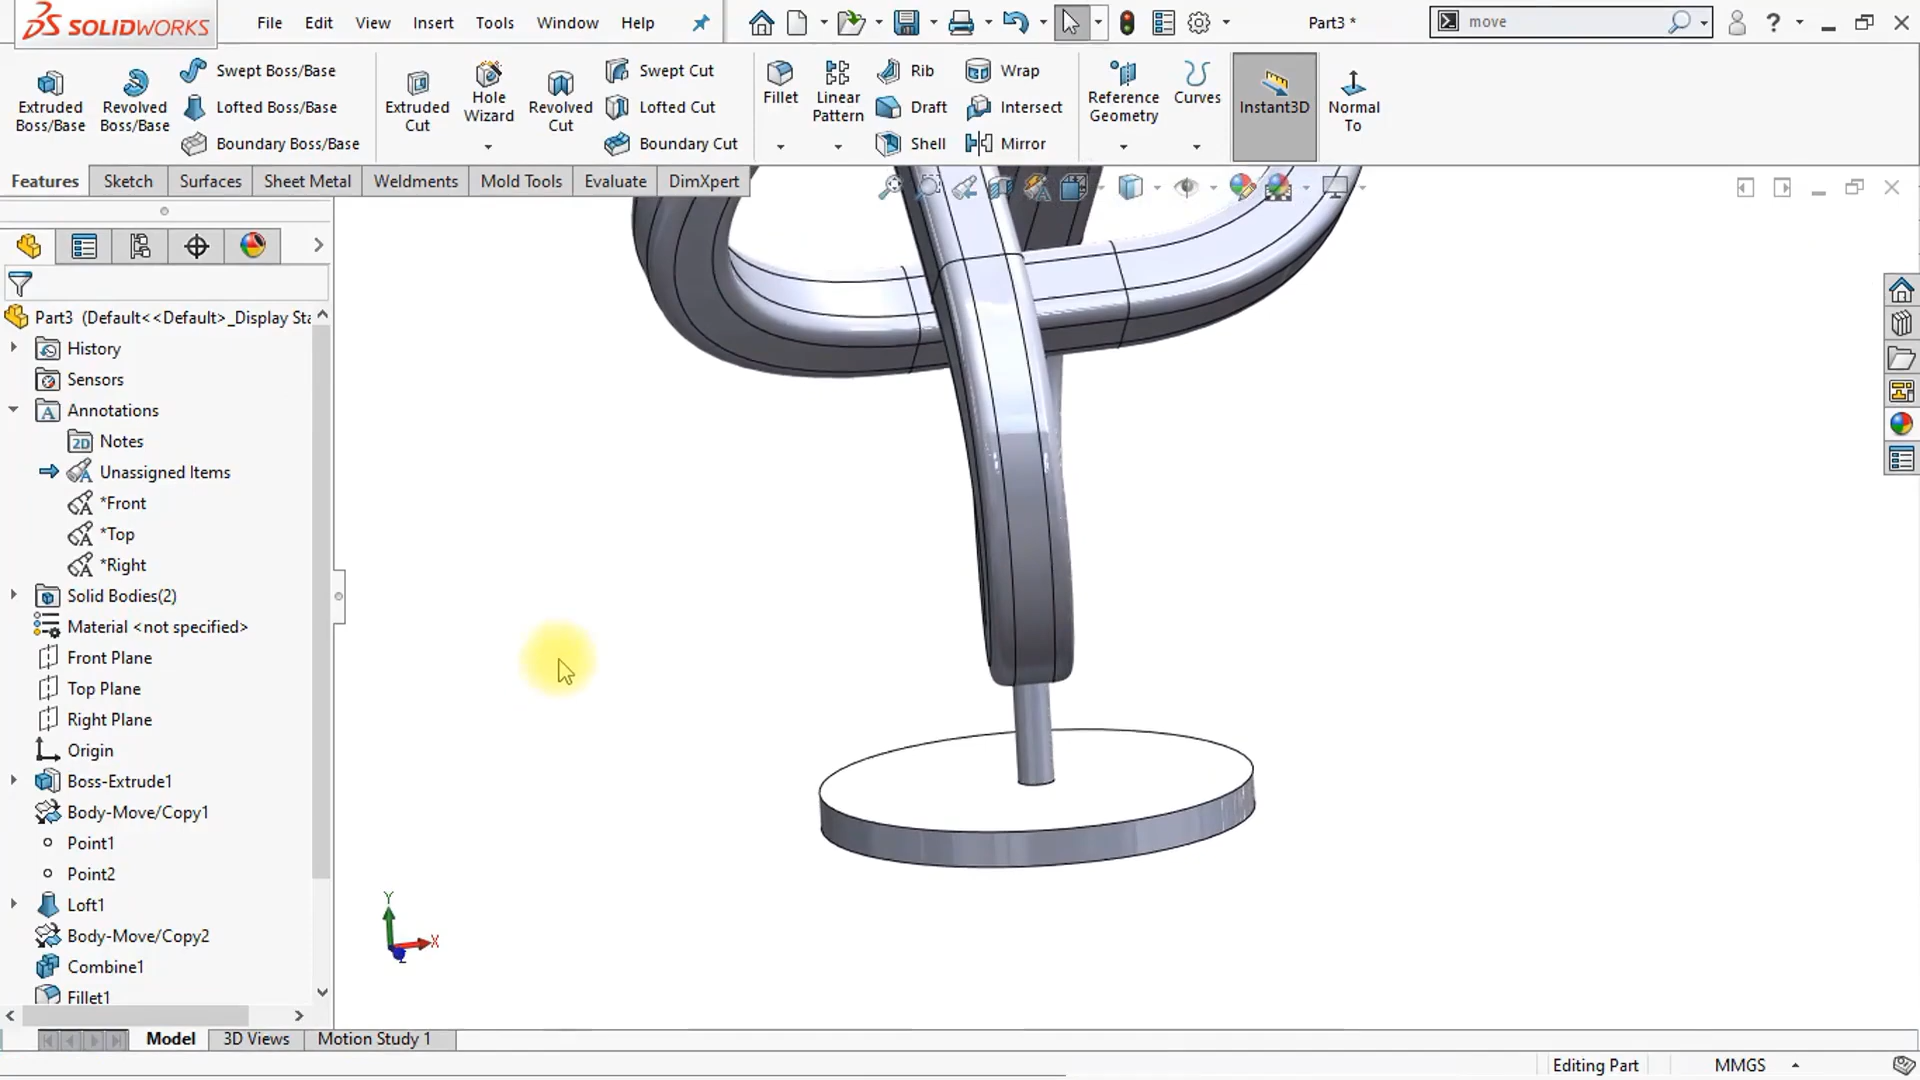 SOLIDWORKS File Edit View Insert Tools Window Help Part3 * move ?
Extruded Boss/Base
Revolved Boss/Base
Swept Boss/Base
Lofted Boss/Base
Boundary Boss/Base
Extruded Cut
Hole Wizard
Revolved Cut
Swept Cut
Lofted Cut
Boundary Cut
Fillet
Linear Pattern
Rib
Draft
Shell
Wrap
Intersect
Mirror
Reference Geometry
Curves
Instant3D
Normal To
Features Sketch Surfaces Sheet Metal Weldments Mold Tools Evaluate DimXpert
Part3 (Default<<Default>_Display Sta
History
Sensors
A Annotations
2D Notes
Unassigned Items
*Front
*Top
*Right
Solid Bodies(2)
Material <not specified>
Front Plane
Top Plane
Right Plane
Origin
Boss-Extrude1
Body-Move/Copy1
Point1
Point2
Loft1
Body-Move/Copy2
Combine1
Fillet1
Y
X
Z
Model 3D Views Motion Study 1
Editing Part MMGS